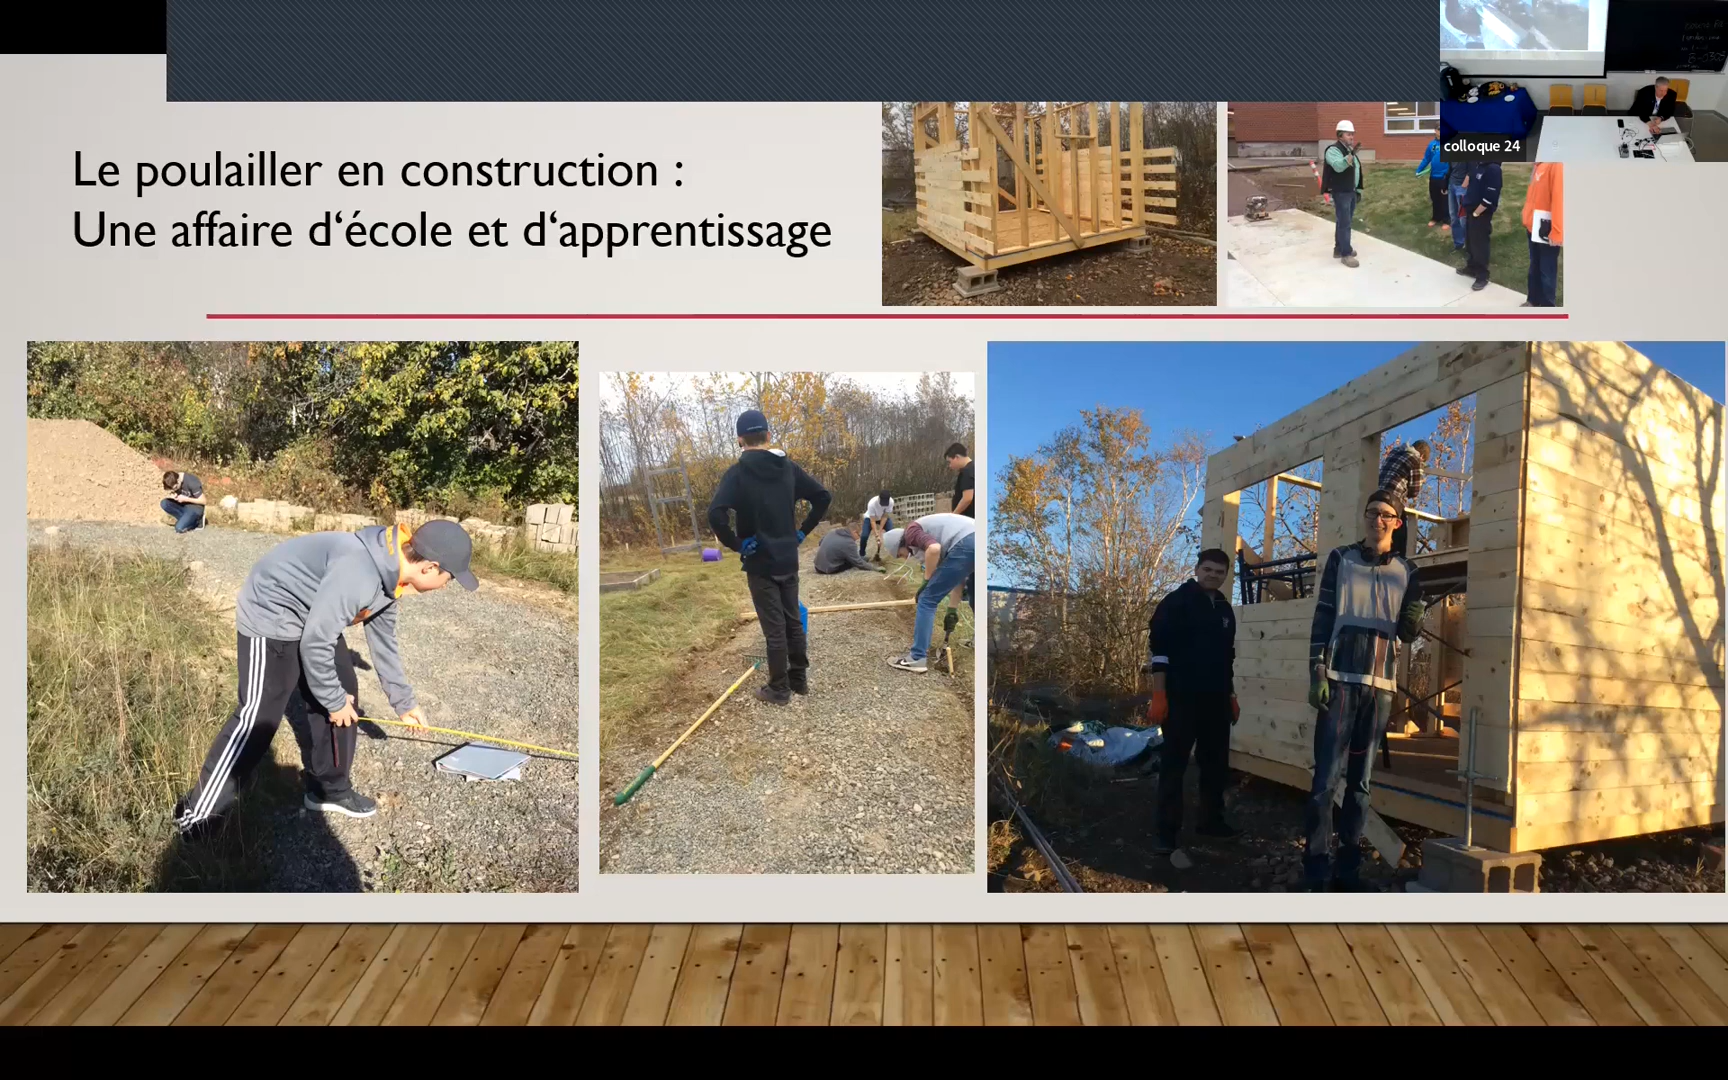 Le poulailler en construction :
Une affaire d‘école et d‘apprentissage
colloque 24